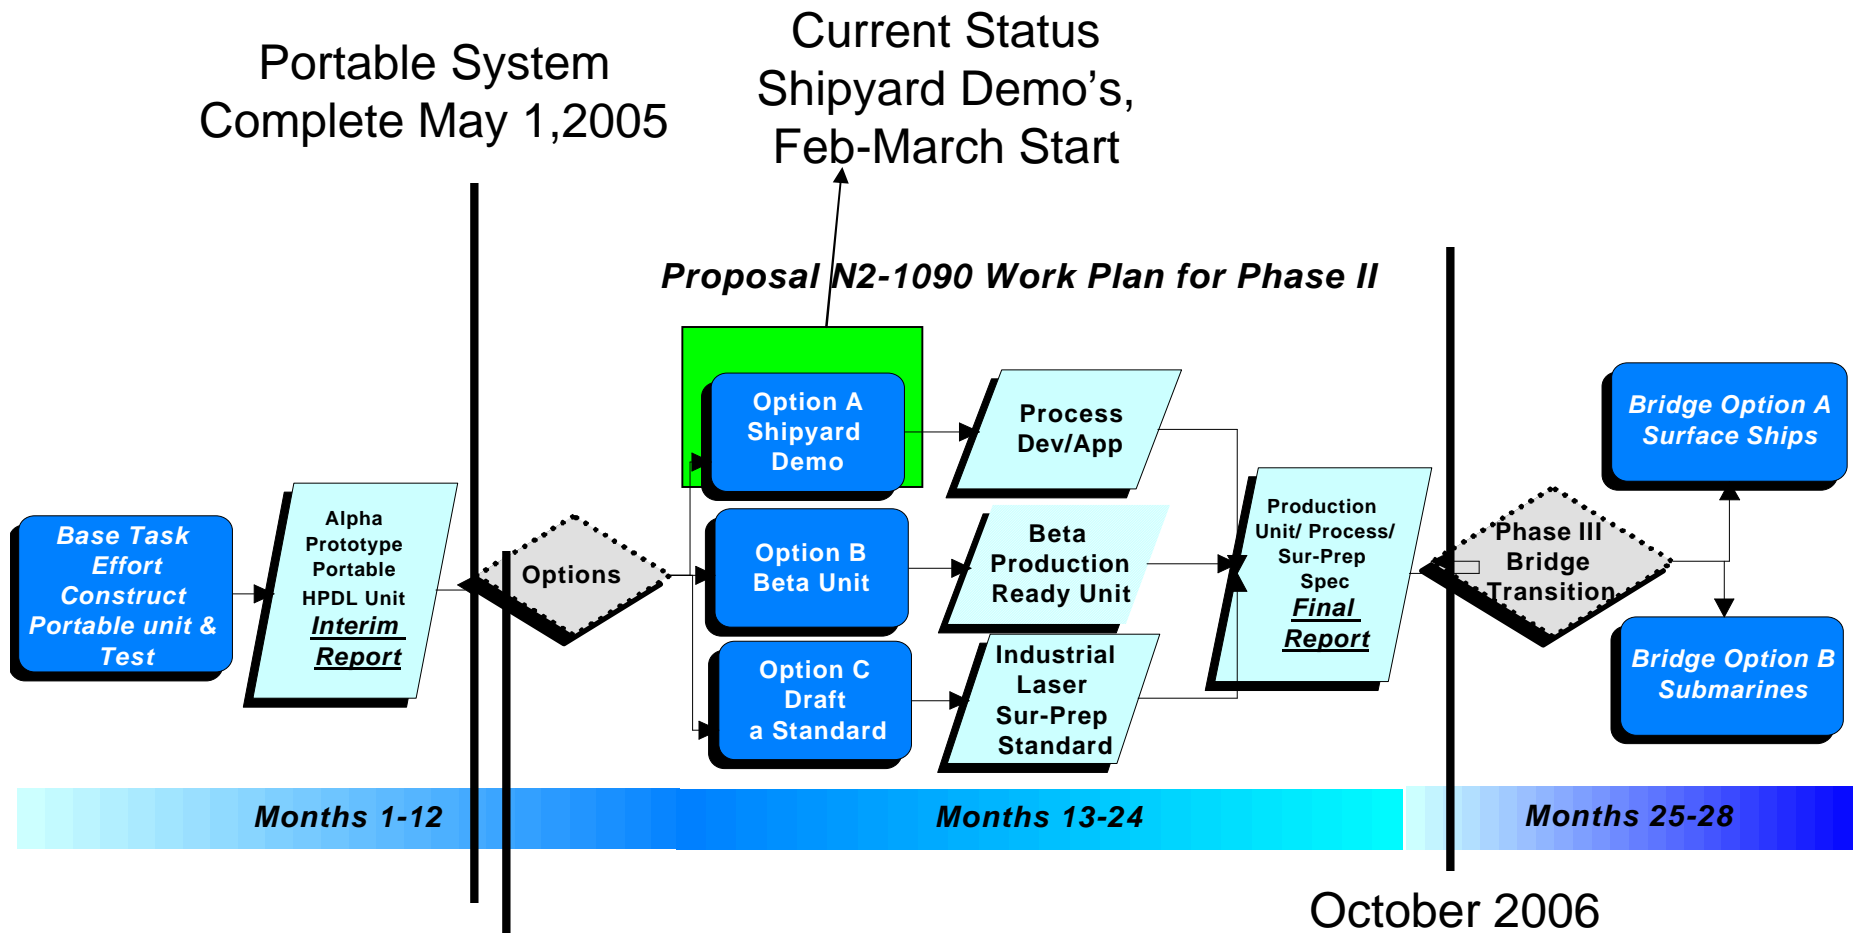 Portable System
Complete May 1,2005
Current Status
Shipyard Demo's,
Feb-March Start
Proposal N2-1090 Work Plan for Phase II
Base Task
Effort
Construct
Portable unit &
Test
Alpha
Prototype
Portable
HPDL Unit
Interim
Report
Options
Option A
Shipyard
Demo
Process
Dev/App
Option B
Beta Unit
Beta
Production
Ready Unit
Option C
Draft
a Standard
Industrial
Laser
Sur-Prep
Standard
Production
Unit/ Process/
Sur-Prep
Spec
Final
Report
Phase III
Bridge
Transition
Bridge Option A
Surface Ships
Bridge Option B
Submarines
Months 1-12
Months 13-24
Months 25-28
October 2006